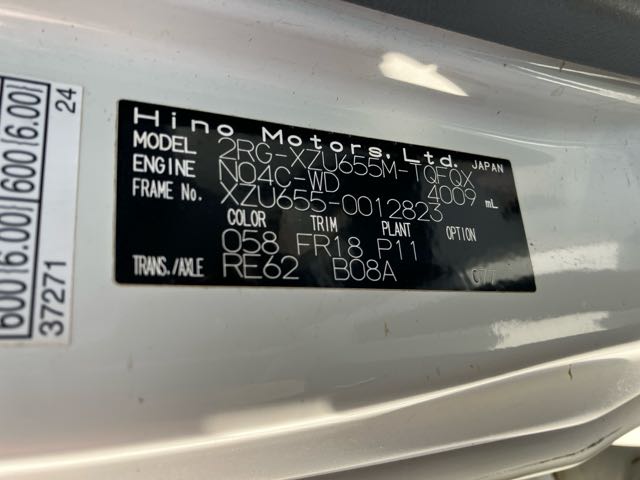 Hino Motors, Ltd. JAPAN
MODEL 2RG-XZU655M-TQFQX
ENGINE N04C-WD 4009 mL
FRAME No. XZU655-0012823
COLOR TRIM PLANT OPTION
058 FR18 P11
TRANS./AXLE RE62 B08A
600(6.00) 600(6.00)
37271 24